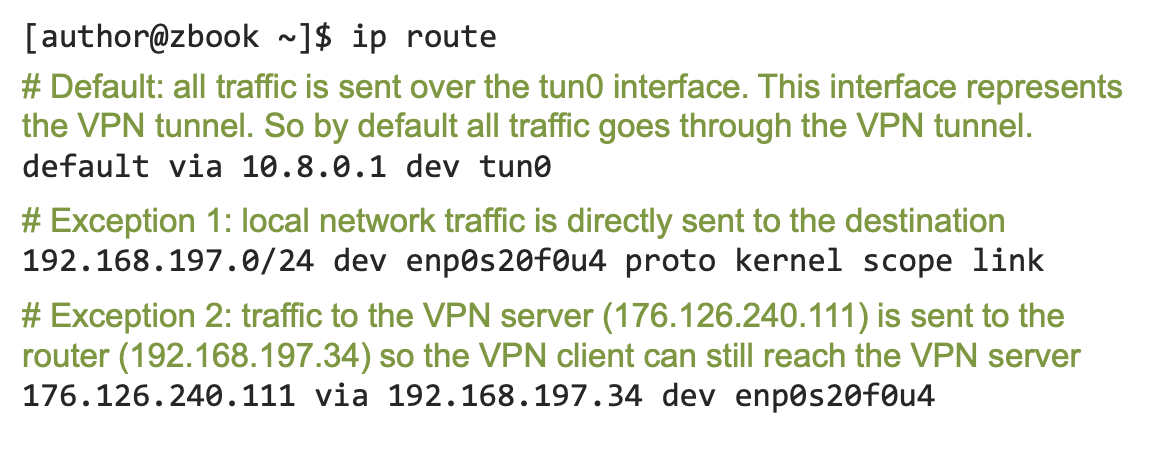 [author@zbook ~]$ ip route
# Default: all traffic is sent over the tun0 interface. This interface represents
the VPN tunnel. So by default all traffic goes through the VPN tunnel.
default via 10.8.0.1 dev tun0
# Exception 1: local network traffic is directly sent to the destination
192.168.197.0/24 dev enp0s20f0u4 proto kernel scope link
# Exception 2: traffic to the VPN server (176.126.240.111) is sent to the
router (192.168.197.34) so the VPN client can still reach the VPN server
176.126.240.111 via 192.168.197.34 dev enp0s20f0u4